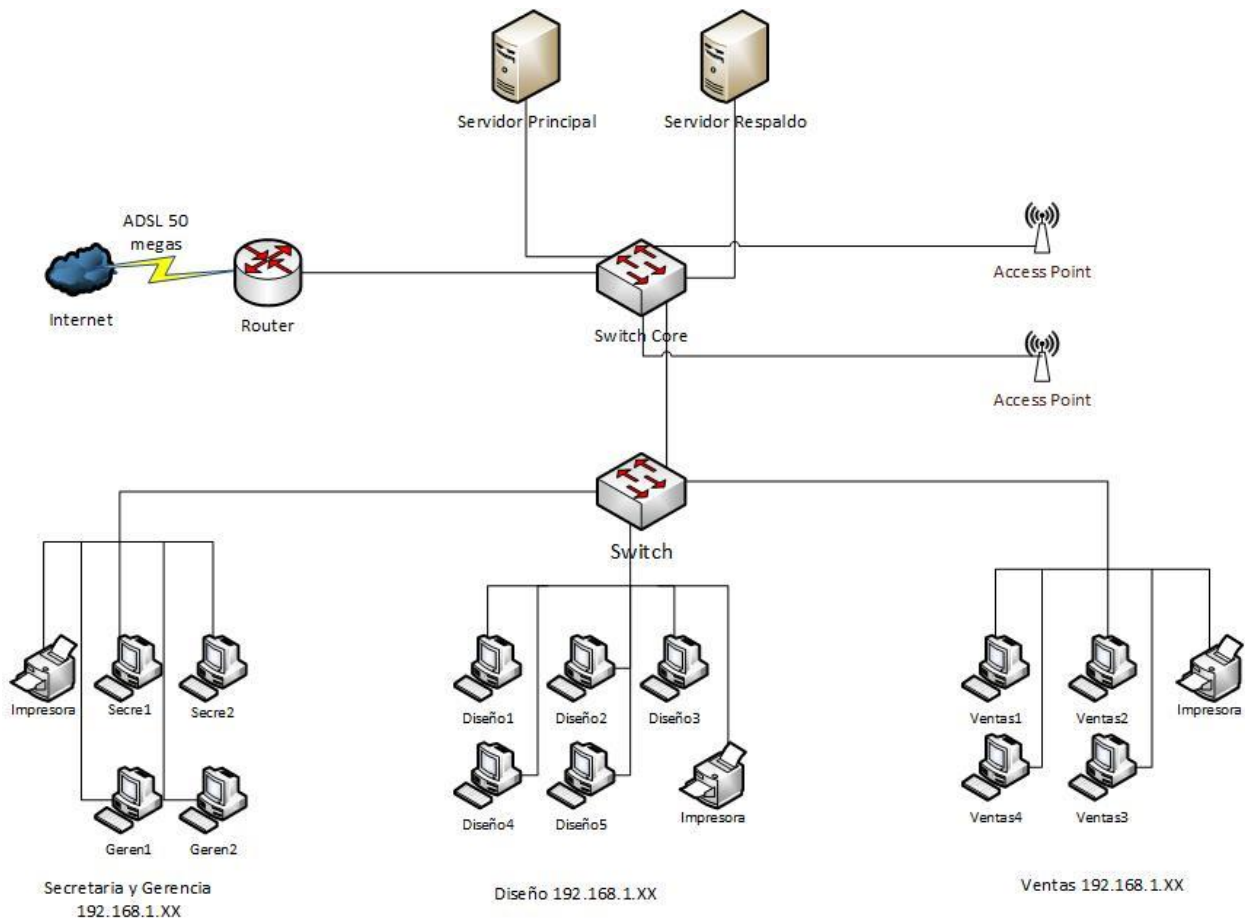 Servidor Principal
Servidor Respaldo
ADSL 50
megas
Internet
Router
Switch Core
Access Point
Access Point
Switch
Impresora
Secre1
Secre2
Geren1
Geren2
Secretaria y Gerencia
192.168.1.XX
Diseño1
Diseño2
Diseño3
Diseño4
Diseño5
Impresora
Diseño 192.168.1.XX
Ventas1
Ventas2
Impresora
Ventas4
Ventas3
Ventas 192.168.1.XX